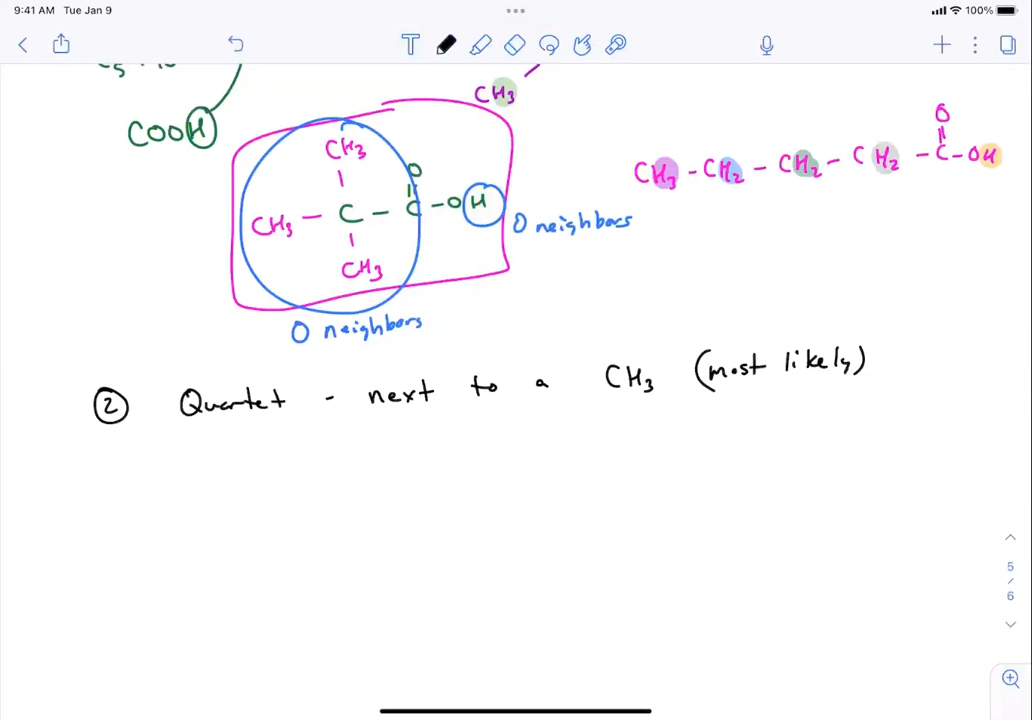 9:41 AM Tue Jan 9
100%
CH3
COOH
CH3
O
CH3 - C - C - OH
CH3
0 neighbors
0 neighbors
O
CH3 - CH2 - CH2 - CH2 - C - OH
② Quartet - next to a CH3 (most likely)
5
/
6